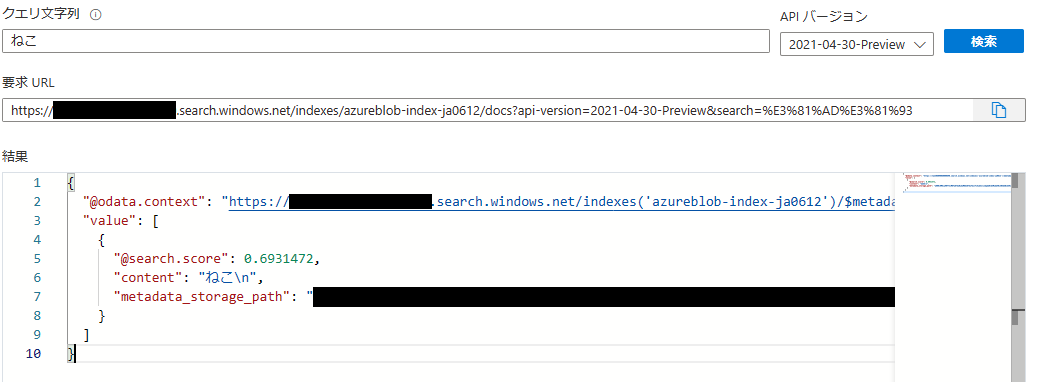 クエリ文字列
API バージョン
ねこ
2021-04-30-Preview
検索
要求 URL
https:// .search.windows.net/indexes/azureblob-index-ja0612/docs?api-version=2021-04-30-Preview&search=%E3%81%AD%E3%81%93
結果
1 {
2 "@odata.context": "https:// .search.windows.net/indexes('azureblob-index-ja0612')/$metada
3 "value": [
4 {
5 "@search.score": 0.6931472,
6 "content": "ねこ\n",
7 "metadata_storage_path": "
8 }
9 ]
10 }